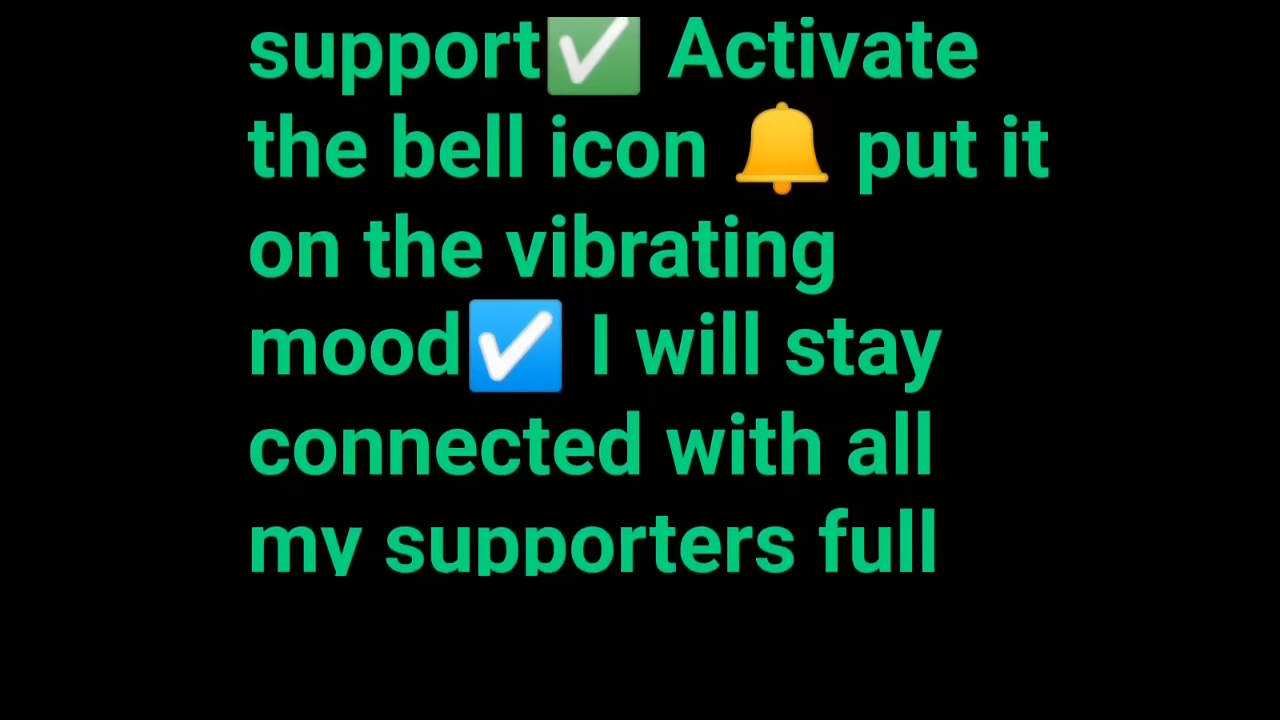 support✅ Activate
the bell icon 🔔 put it
on the vibrating
mood☑️ I will stay
connected with all
my supporters full